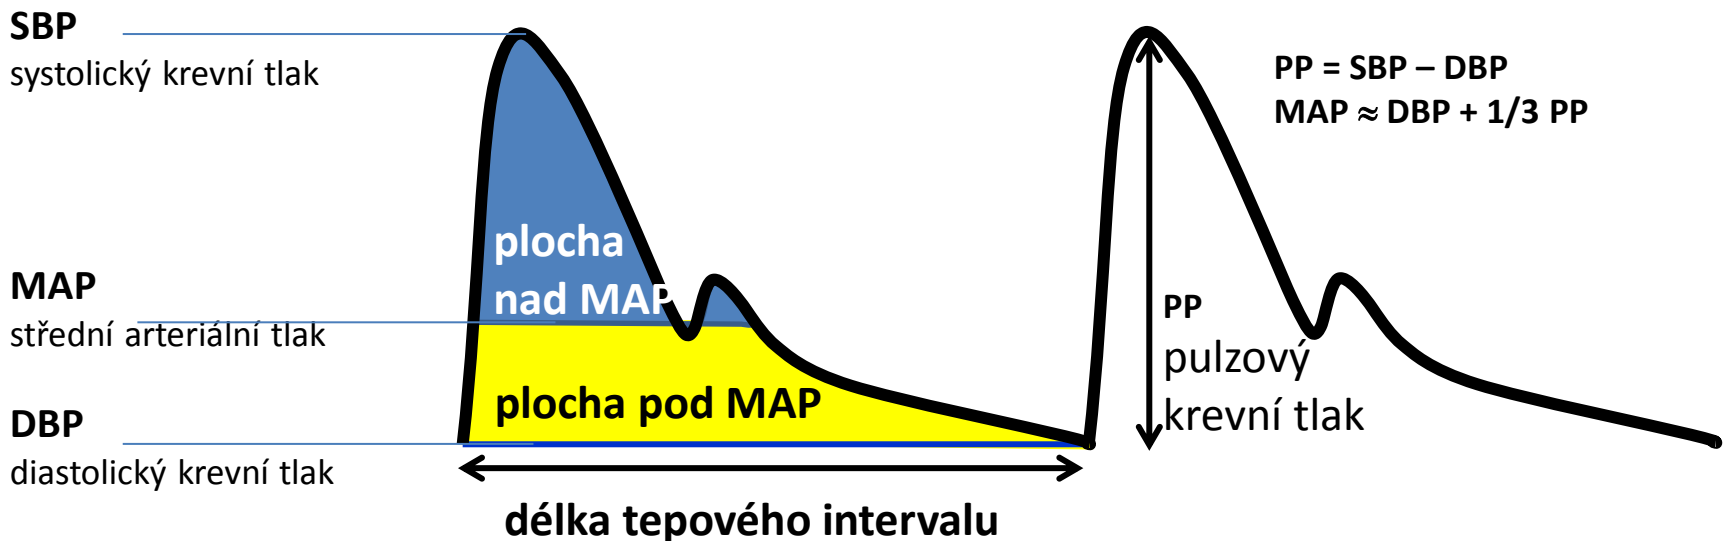 SBP
systolický krevní tlak
MAP
střední arteriální tlak
DBP
diastolický krevní tlak
plocha
nad MAP
plocha pod MAP
délka tepového intervalu
PP
pulzový
krevní tlak
PP = SBP – DBP
MAP ≈ DBP + 1/3 PP